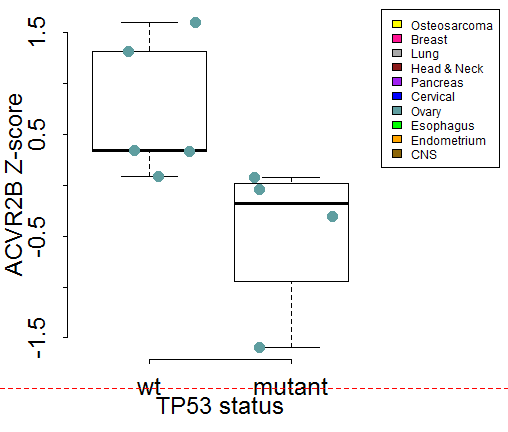 ACVR2B Z-score
1.5
0.5
-0.5
-1.5
wt
mutant
TP53 status
Osteosarcoma
Breast
Lung
Head & Neck
Pancreas
Cervical
Ovary
Esophagus
Endometrium
CNS